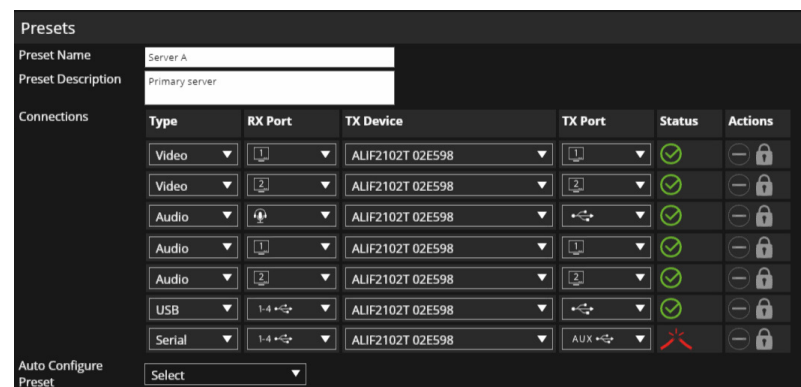 Presets
Preset Name Server A
Preset Description Primary server
Connections Type RX Port TX Device TX Port Status Actions
Video 1 ALIF2102T 02E598 1
Video 2 ALIF2102T 02E598 2
Audio ALIF2102T 02E598
Audio 1 ALIF2102T 02E598 1
Audio 2 ALIF2102T 02E598 2
USB 1-4 ALIF2102T 02E598
Serial 1-4 ALIF2102T 02E598 AUX
Auto Configure
Preset Select